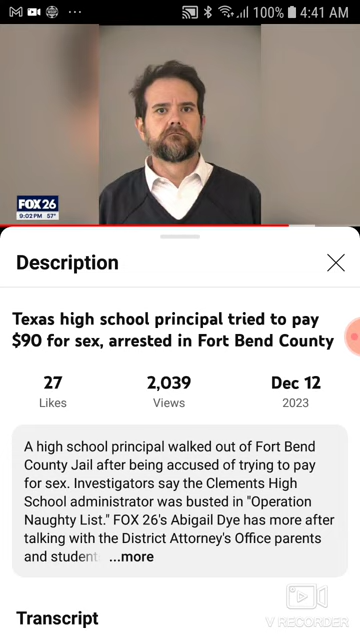 100% 4:41 AM
FOX 26
9:02 PM 57°
Description
Texas high school principal tried to pay
$90 for sex, arrested in Fort Bend County
27 2,039 Dec 12
Likes Views 2023
A high school principal walked out of Fort Bend
County Jail after being accused of trying to pay
for sex. Investigators say the Clements High
School administrator was busted in "Operation
Naughty List." FOX 26's Abigail Dye has more after
talking with the District Attorney's Office parents
and student ...more
Transcript
V RECORDER